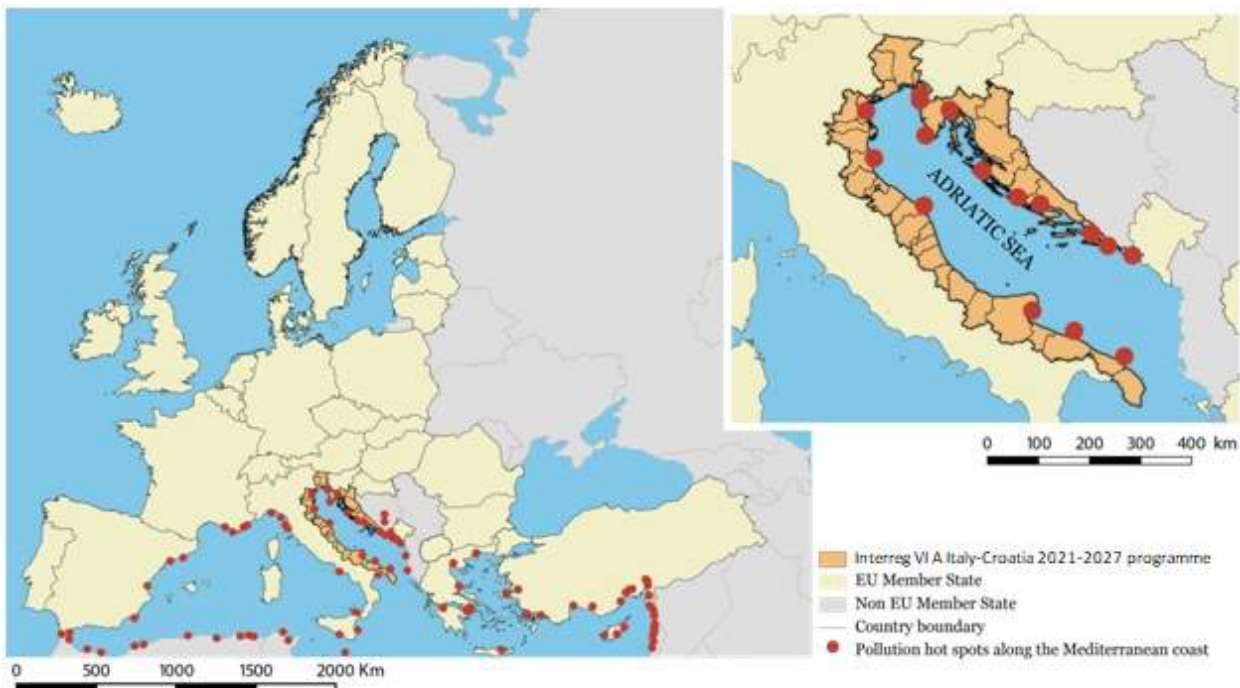 ADRIATIC SEA
0 100 200 300 400 km
Interreg VI A Italy-Croatia 2021-2027 programme
EU Member State
Non EU Member State
Country boundary
Pollution hot spots along the Mediterranean coast
0 500 1000 1500 2000 Km